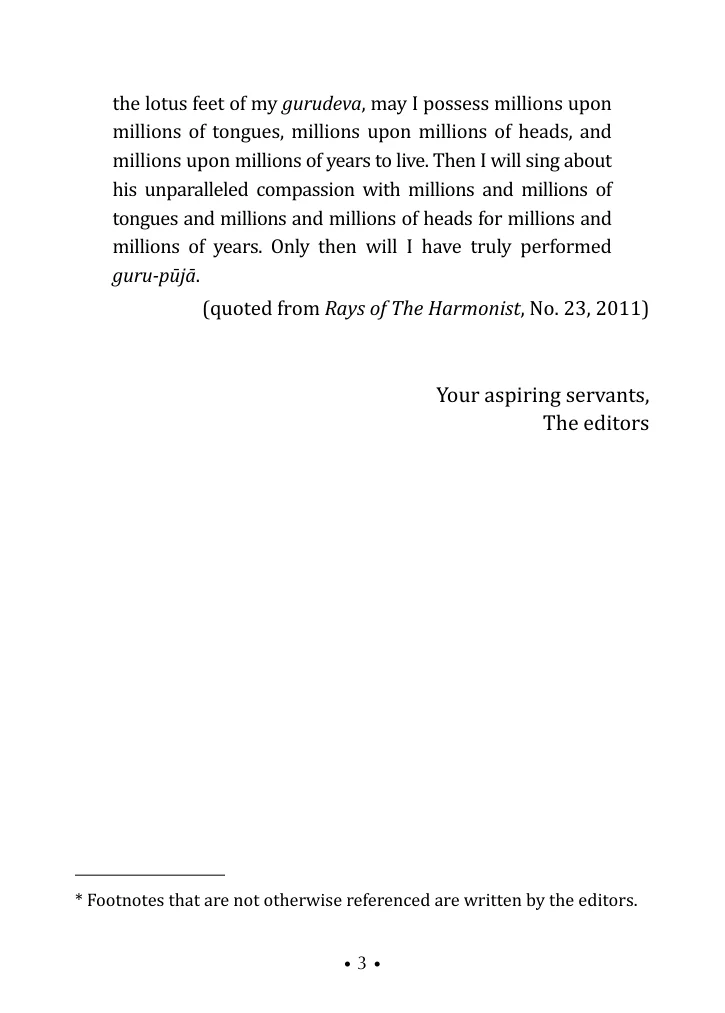 the lotus feet of my gurudeva, may I possess millions upon
millions of tongues, millions upon millions of heads, and
millions upon millions of years to live. Then I will sing about
his unparalleled compassion with millions and millions of
tongues and millions and millions of heads for millions and
millions of years. Only then will I have truly performed
guru-pūjā.
(quoted from Rays of The Harmonist, No. 23, 2011)
Your aspiring servants,
The editors
* Footnotes that are not otherwise referenced are written by the editors.
• 3 •